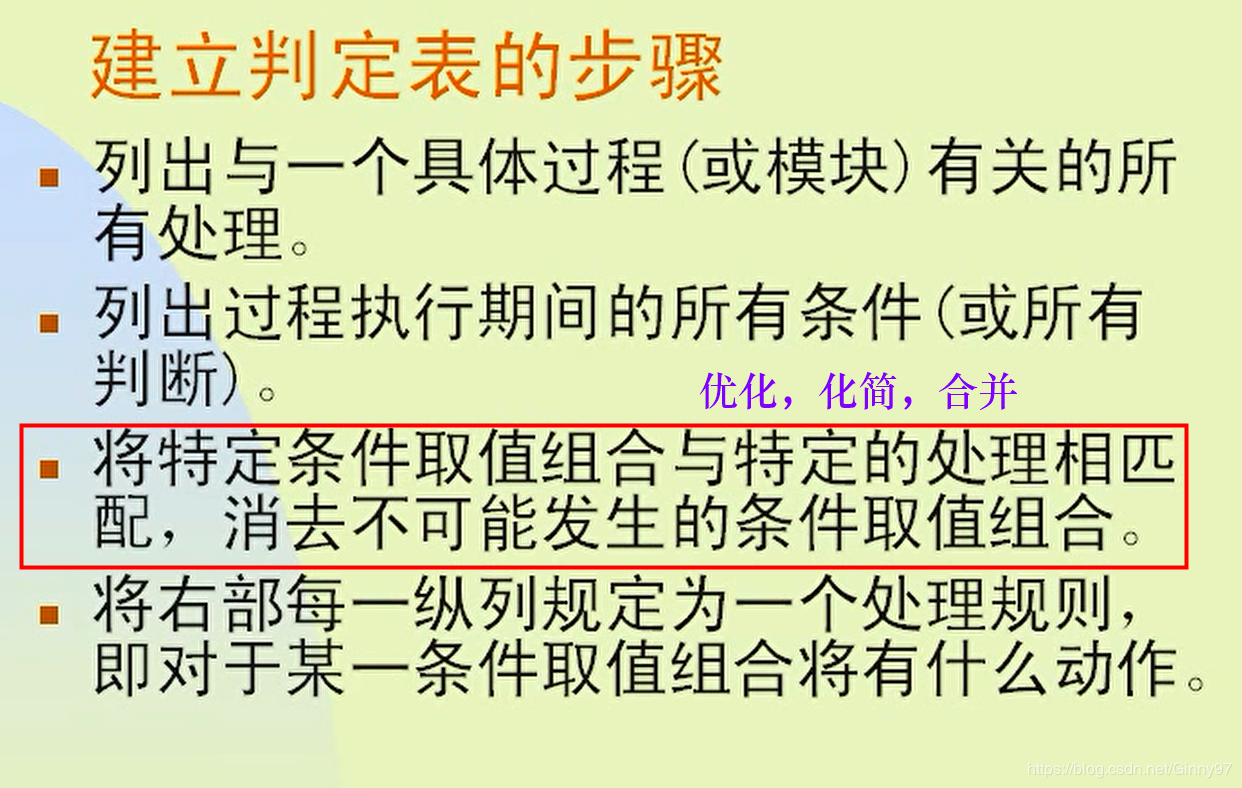 建立判定表的步骤
列出与一个具体过程(或模块)有关的所
有处理。
列出过程执行期间的所有条件(或所有
判断)。
优化，化简，合并
将特定条件取值组合与特定的处理相匹
配，消去不可能发生的条件取值组合。
将右部每一纵列规定为一个处理规则，
即对于某一条件取值组合将有什么动作。
https://blog.csdn.net/Ginny97